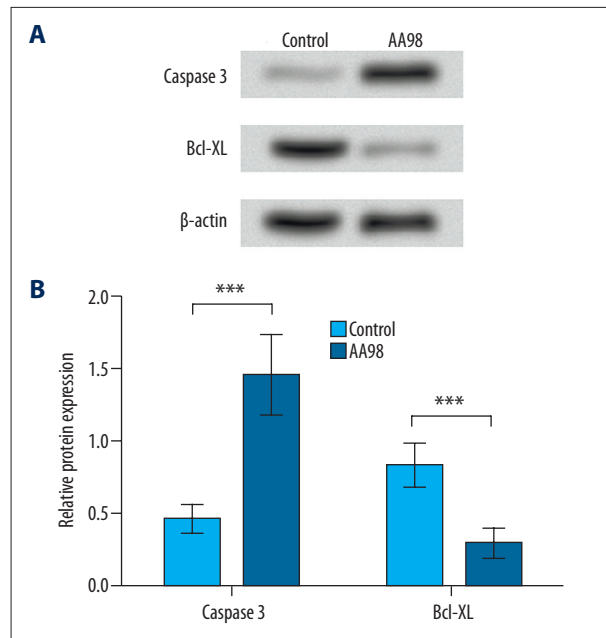 A
Control AA98
Caspase 3
Bcl-XL
β-actin
B
2.0
1.5
1.0
0.5
0.0
Relative protein expression
***
***
Control
AA98
Caspase 3 Bcl-XL